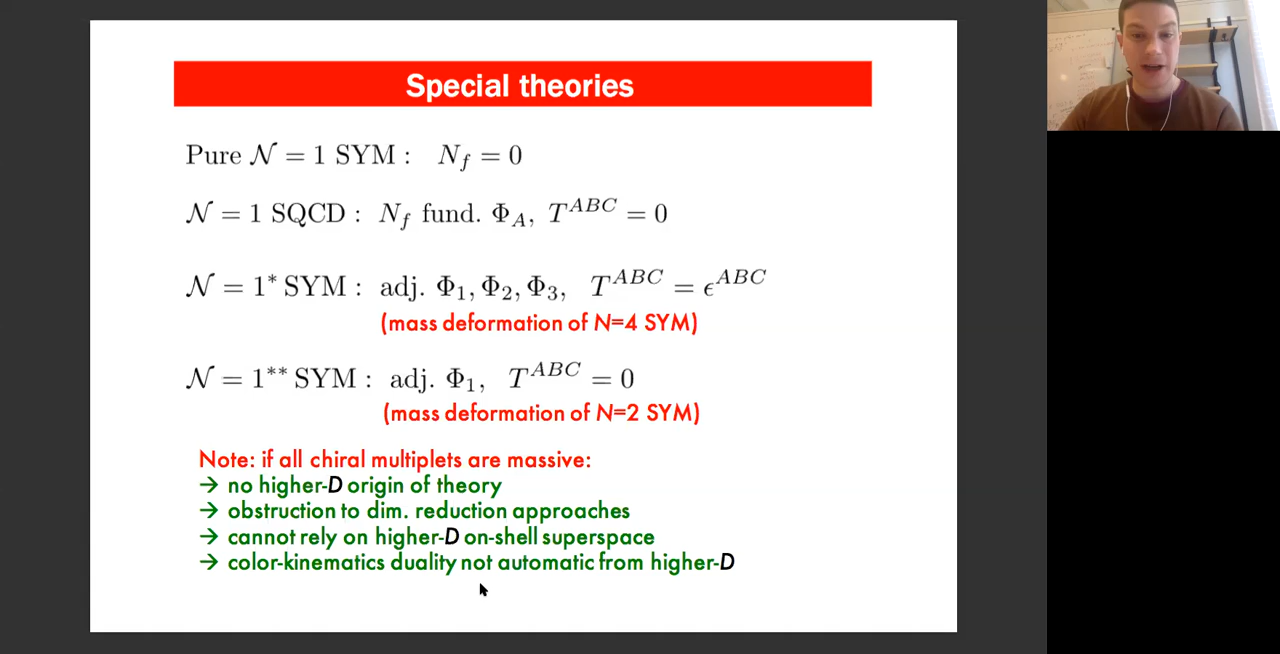 Special theories
Pure 𝒩 = 1 SYM :   N_f = 0
𝒩 = 1 SQCD :  N_f fund. Φ_A,  T^{ABC} = 0
𝒩 = 1* SYM :  adj. Φ_1, Φ_2, Φ_3,   T^{ABC} = ϵ^{ABC}
(mass deformation of N=4 SYM)
𝒩 = 1** SYM :  adj. Φ_1,   T^{ABC} = 0
(mass deformation of N=2 SYM)
Note: if all chiral multiplets are massive:
→ no higher-D origin of theory
→ obstruction to dim. reduction approaches
→ cannot rely on higher-D on-shell superspace
→ color-kinematics duality not automatic from higher-D